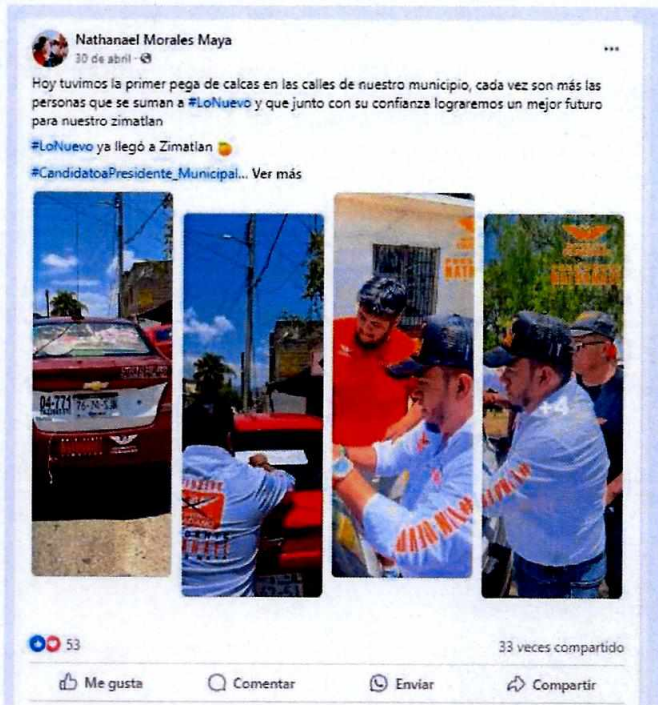 Nathanael Morales Maya
30 de abril ·
Hoy tuvimos la primer pega de calcas en las calles de nuestro municipio, cada vez son más las
personas que se suman a #LoNuevo y que junto con su confianza lograremos un mejor futuro
para nuestro zimatlan
#LoNuevo ya llegó a Zimatlan
#CandidatoaPresidente_Municipal... Ver más
04-771
+4
53
33 veces compartido
Me gusta
Comentar
Enviar
Compartir